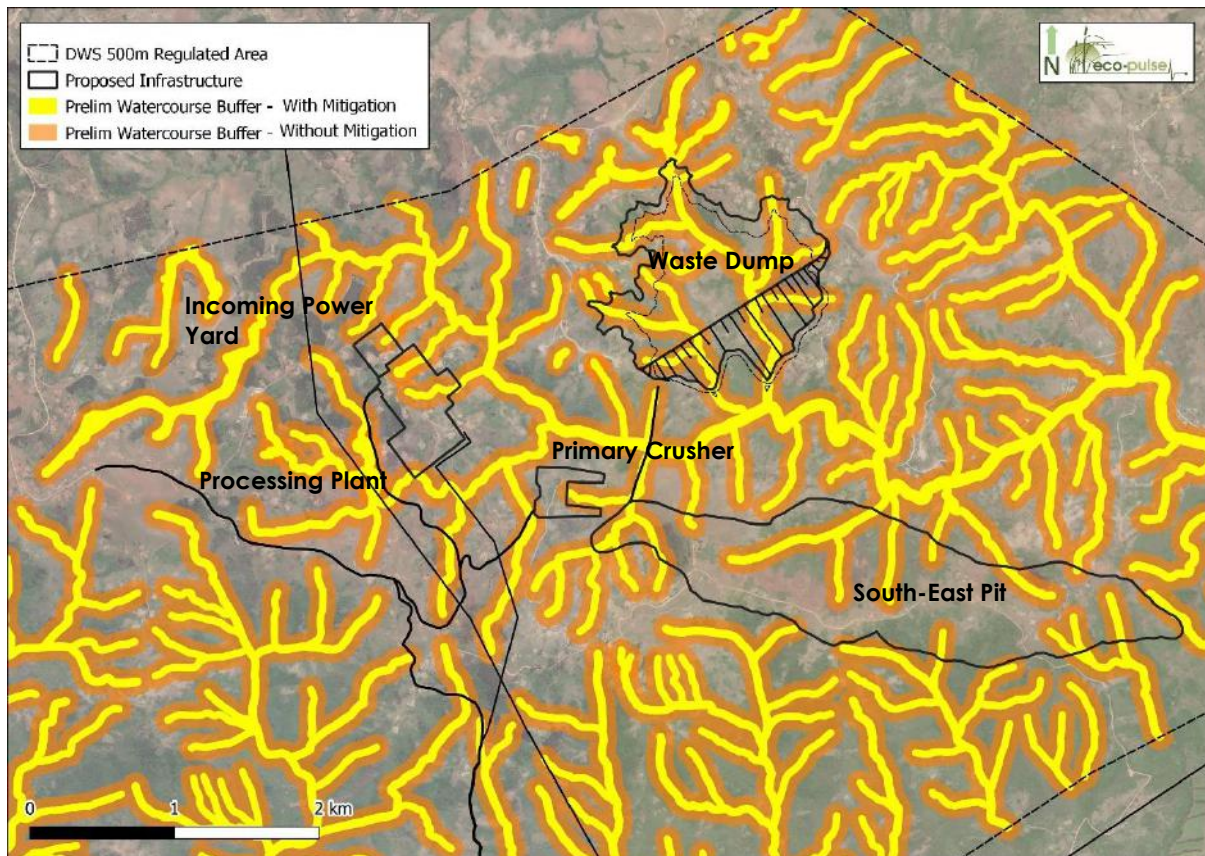 DWS 500m Regulated Area
Proposed Infrastructure
Prelim Watercourse Buffer - With Mitigation
Prelim Watercourse Buffer - Without Mitigation
N
eco-pulse
Waste Dump
Incoming Power
Yard
Primary Crusher
Processing Plant
South-East Pit
0 1 2 km